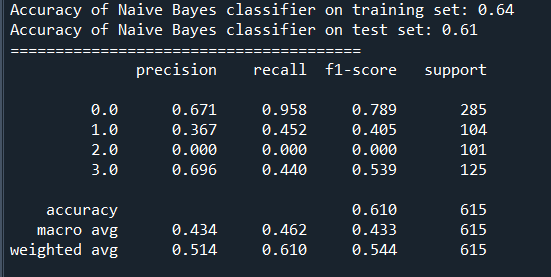 Accuracy of Naive Bayes classifier on training set: 0.64
Accuracy of Naive Bayes classifier on test set: 0.61
=======================================
precision recall f1-score support
0.0 0.671 0.958 0.789 285
1.0 0.367 0.452 0.405 104
2.0 0.000 0.000 0.000 101
3.0 0.696 0.440 0.539 125
accuracy 0.610 615
macro avg 0.434 0.462 0.433 615
weighted avg 0.514 0.610 0.544 615